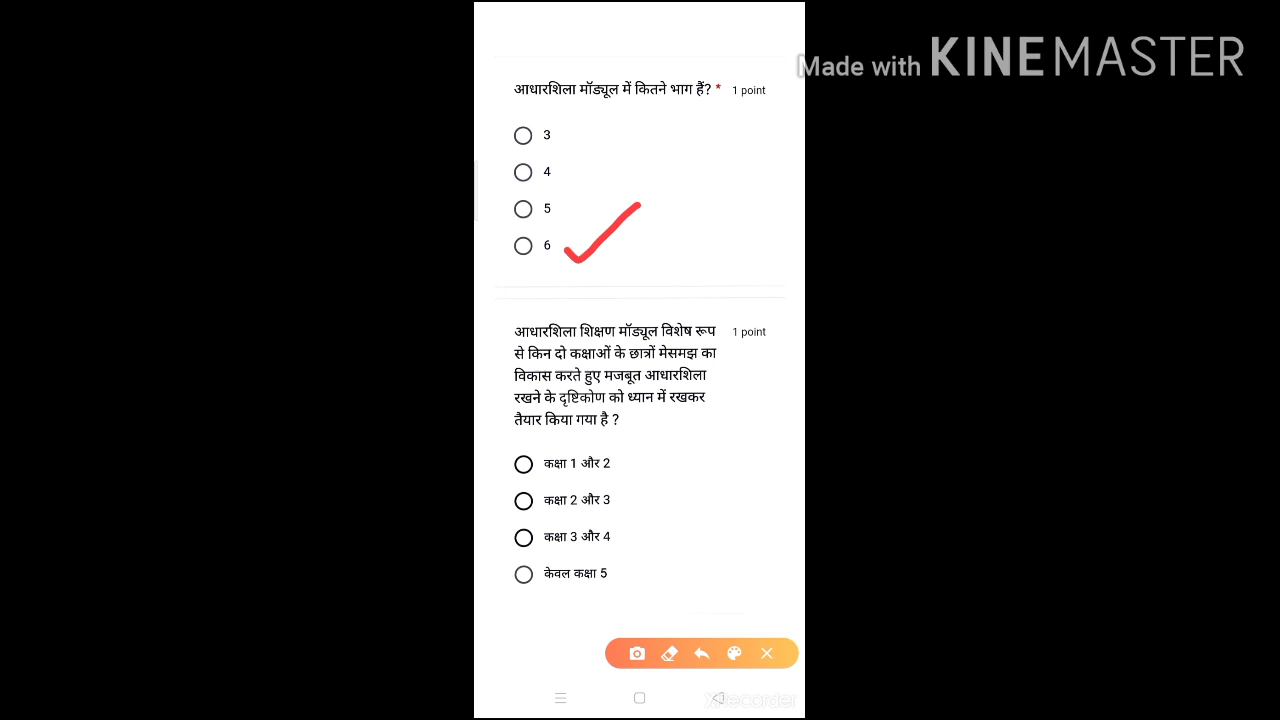 Made with KINEMASTER
आधारशिला मॉड्यूल में कितने भाग हैं? * 1 point
3
4
5
6
आधारशिला शिक्षण मॉड्यूल विशेष रूप 1 point
से किन दो कक्षाओं के छात्रों मेसमझ का
विकास करते हुए मजबूत आधारशिला
रखने के दृष्टिकोण को ध्यान में रखकर
तैयार किया गया है ?
कक्षा 1 और 2
कक्षा 2 और 3
कक्षा 3 और 4
केवल कक्षा 5
XRecorder